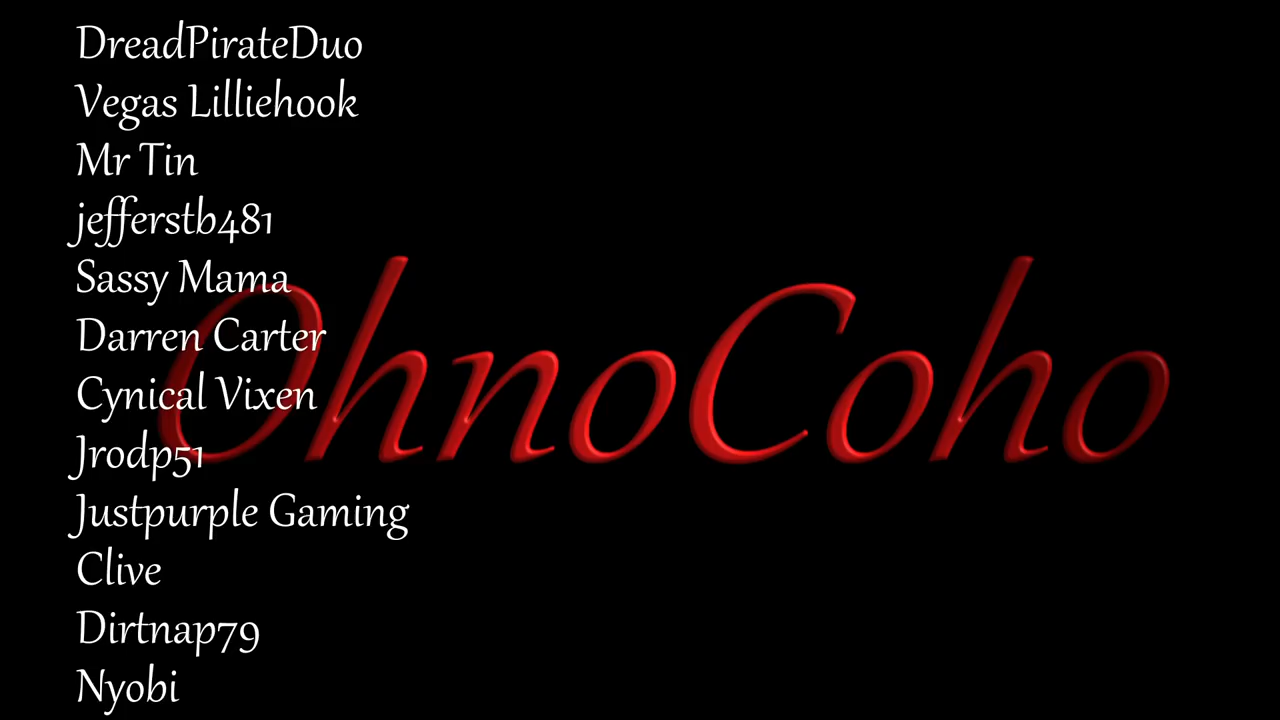 DreadPirateDuo
Vegas Lilliehook
Mr Tin
jefferstb481
Sassy Mama
Darren Carter
Cynical Vixen
Jrodp51
Justpurple Gaming
Clive
Dirtnap79
Nyobi
OhnoCoho